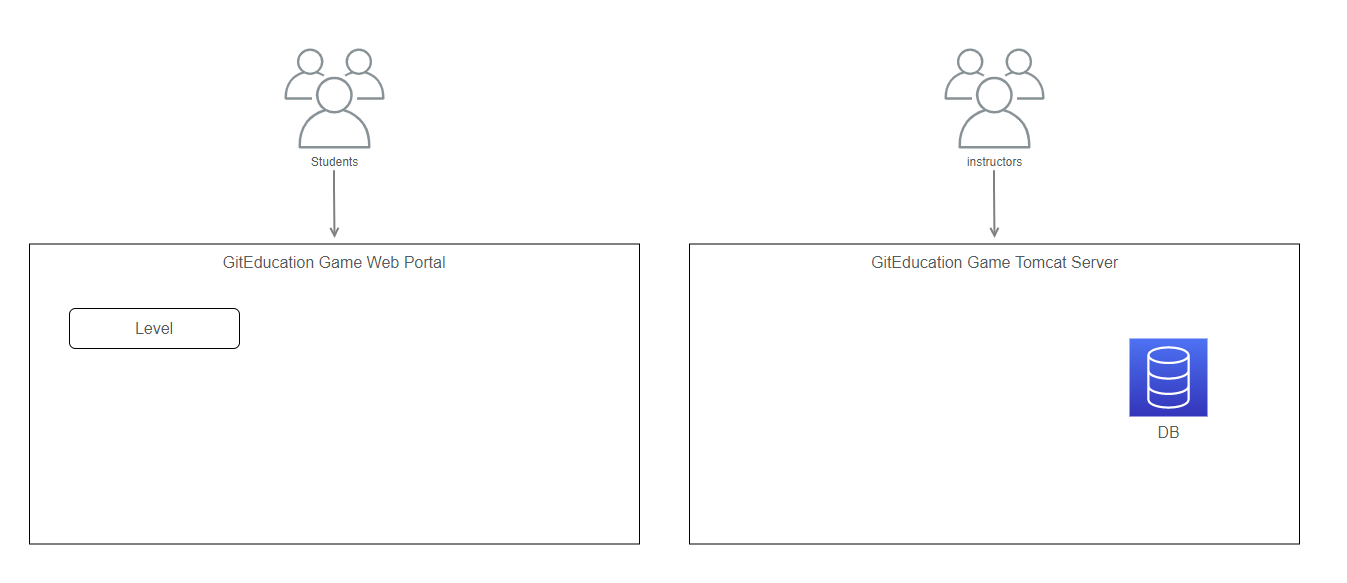 Students
instructors
GitEducation Game Web Portal
GitEducation Game Tomcat Server
Level
DB